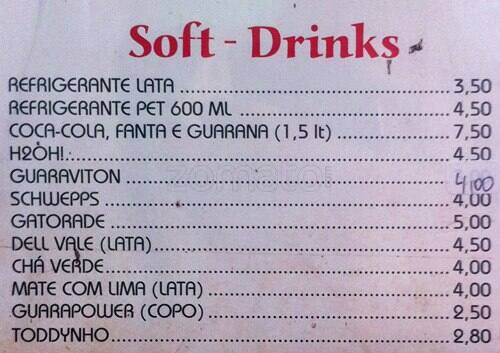 Soft - Drinks
REFRIGERANTE LATA 3,50
REFRIGERANTE PET 600 ML 4,50
COCA-COLA, FANTA E GUARANA (1,5 lt) 7,50
H2ÒH! 4,50
GUARAVITON 4,00
SCHWEPPS 4,00
GATORADE 5,00
DELL VALE (LATA) 4,50
CHÁ VERDE 4,00
MATE COM LIMA (LATA) 4,00
GUARAPOWER (COPO) 2,50
TODDYNHO 2,80
zomato